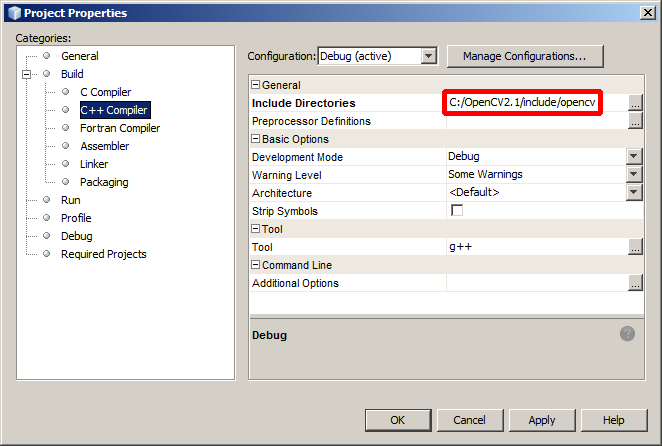 Project Properties
Categories:
General
Build
C Compiler
C++ Compiler
Fortran Compiler
Assembler
Linker
Packaging
Run
Profile
Debug
Required Projects
Configuration: Debug (active) Manage Configurations...
General
Include Directories C:/OpenCV2.1/include/opencv ...
Preprocessor Definitions ...
Basic Options
Development Mode Debug
Warning Level Some Warnings
Architecture <Default>
Strip Symbols
Tool
Tool g++ ...
Command Line
Additional Options ...
Debug ?
OK Cancel Apply Help